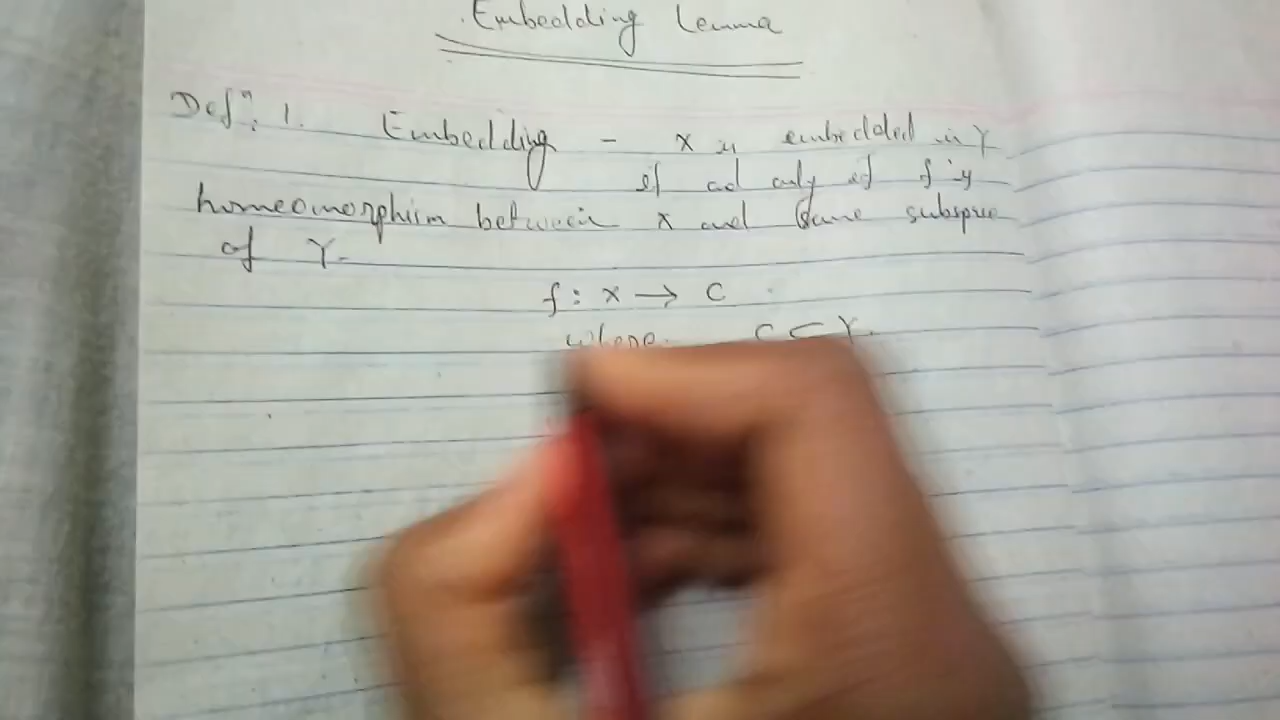 Embedding Lemma
Defⁿ: 1. Embedding - X is embedded in Y
if and only if f is
homeomorphism between X and some subspace
of Y.
f : X → C
where C ⊂ Y.